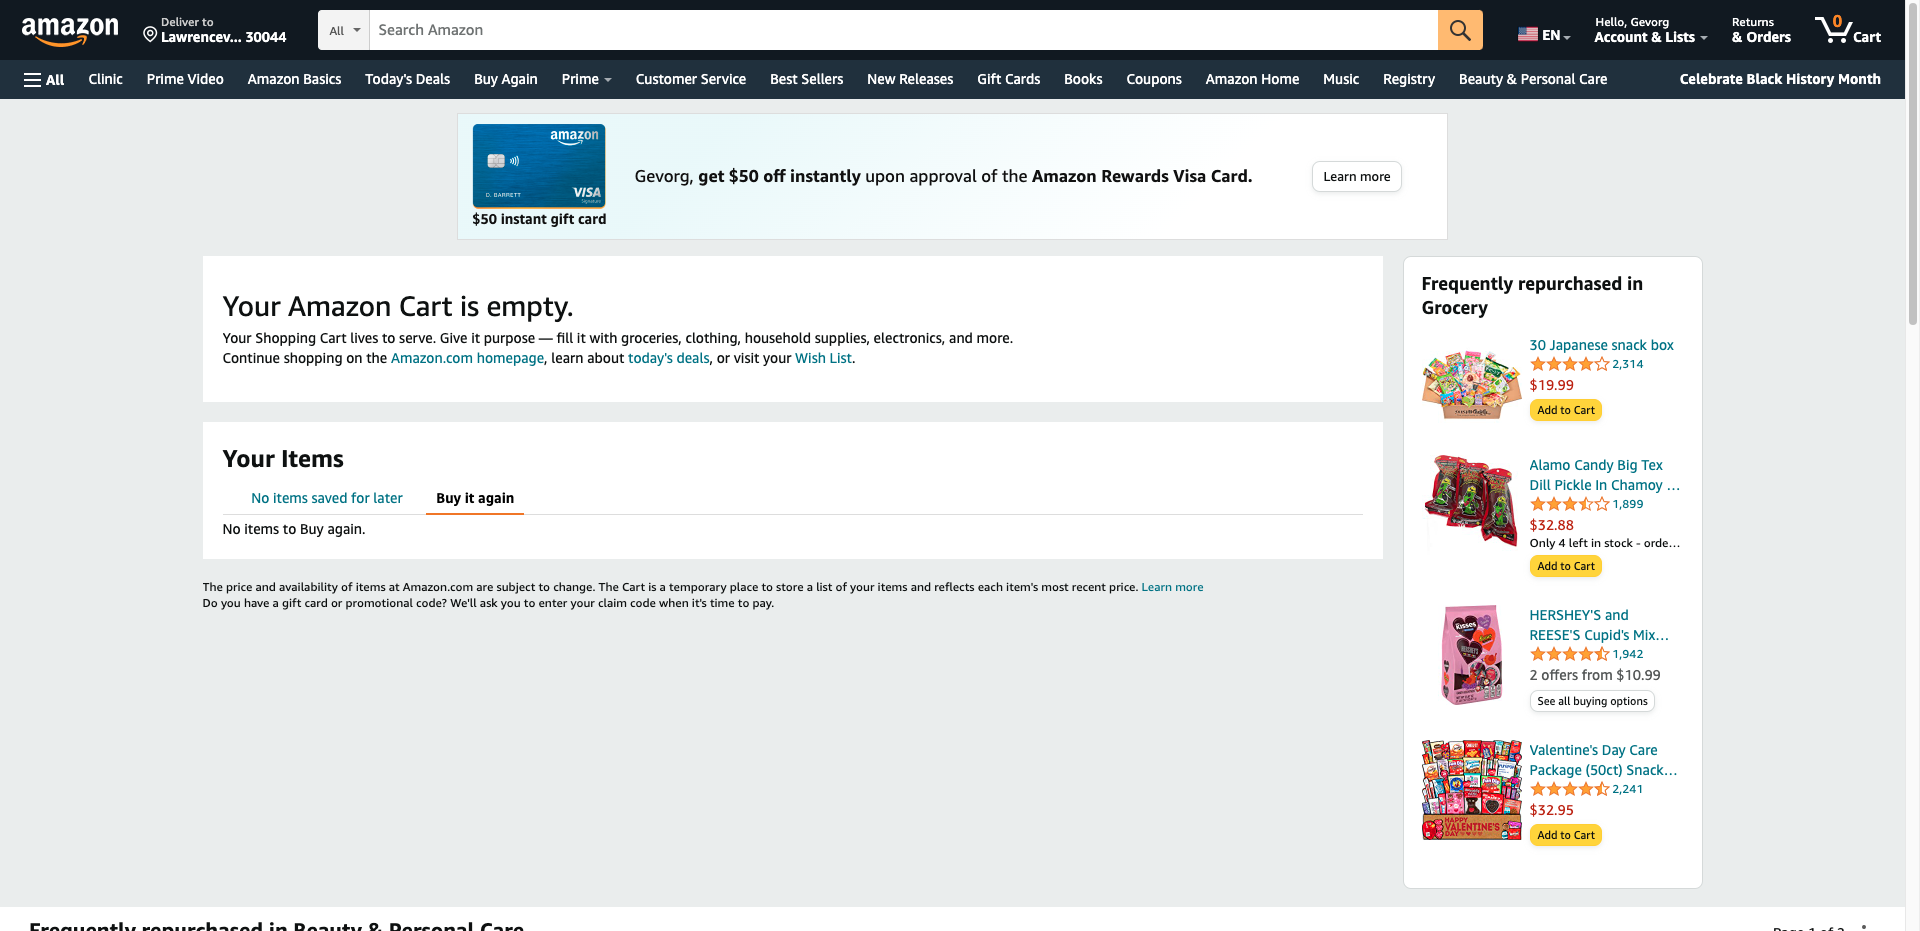 amazon
Deliver to
Lawrencev... 30044
All
Search Amazon
EN
Hello, Gevorg
Account & Lists
Returns
& Orders
0
Cart
All
Clinic
Prime Video
Amazon Basics
Today's Deals
Buy Again
Prime
Customer Service
Best Sellers
New Releases
Gift Cards
Books
Coupons
Amazon Home
Music
Registry
Beauty & Personal Care
Celebrate Black History Month
amazon
D. BARRETT
VISA
Signature
$50 instant gift card
Gevorg, get $50 off instantly upon approval of the Amazon Rewards Visa Card.
Learn more
Your Amazon Cart is empty.
Your Shopping Cart lives to serve. Give it purpose — fill it with groceries, clothing, household supplies, electronics, and more.
Continue shopping on the Amazon.com homepage, learn about today's deals, or visit your Wish List.
Your Items
No items saved for later
Buy it again
No items to Buy again.
The price and availability of items at Amazon.com are subject to change. The Cart is a temporary place to store a list of your items and reflects each item's most recent price. Learn more
Do you have a gift card or promotional code? We'll ask you to enter your claim code when it's time to pay.
Frequently repurchased in
Grocery
30 Japanese snack box
2,314
$19.99
Add to Cart
Alamo Candy Big Tex
Dill Pickle In Chamoy ...
1,899
$32.88
Only 4 left in stock - orde...
Add to Cart
KISSES
HERSHEY'S and
REESE'S Cupid's Mix...
1,942
2 offers from $10.99
See all buying options
HAPPY
VALENTINE'S
DAY
Valentine's Day Care
Package (50ct) Snack...
2,241
$32.95
Add to Cart
Frequently repurchased in Beauty & Personal Care
Page 1 of 2